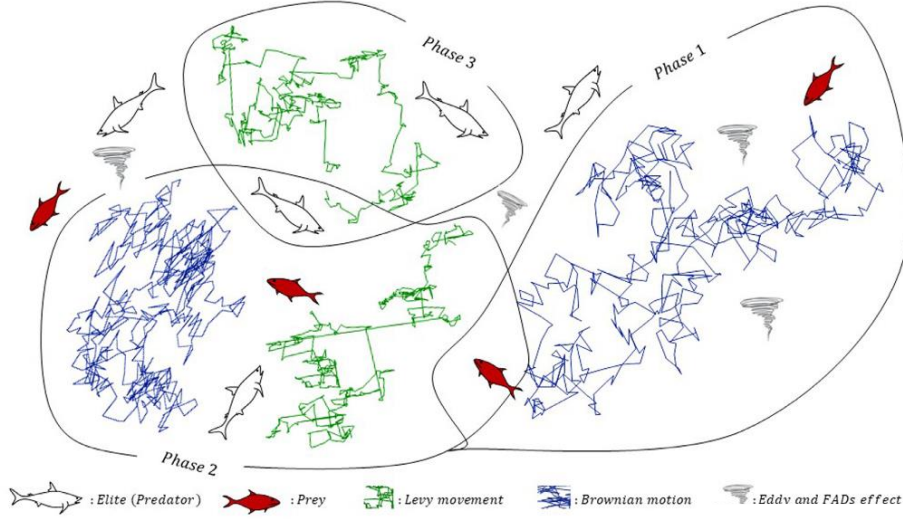 Phase 3
Phase 1
Phase 2
: Elite (Predator)
: Prey
: Levy movement
: Brownian motion
: Eddy and FADs effect